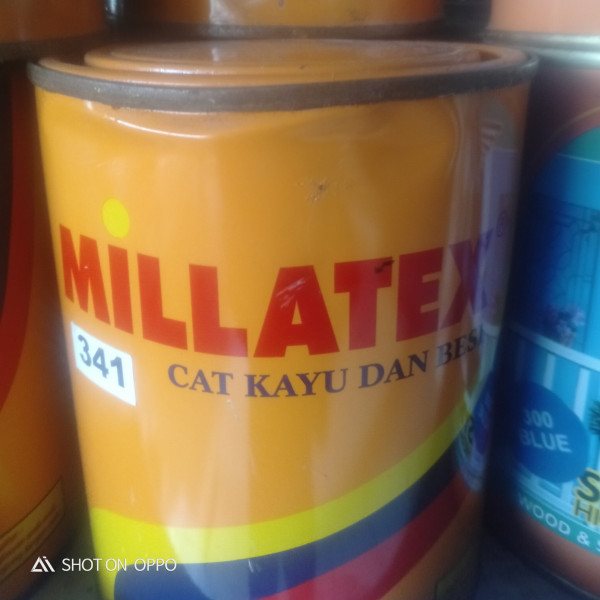 MiLLATEX
341
CAT KAYU DAN BESI
300
BLUE
WOOD &
SHOT ON OPPO